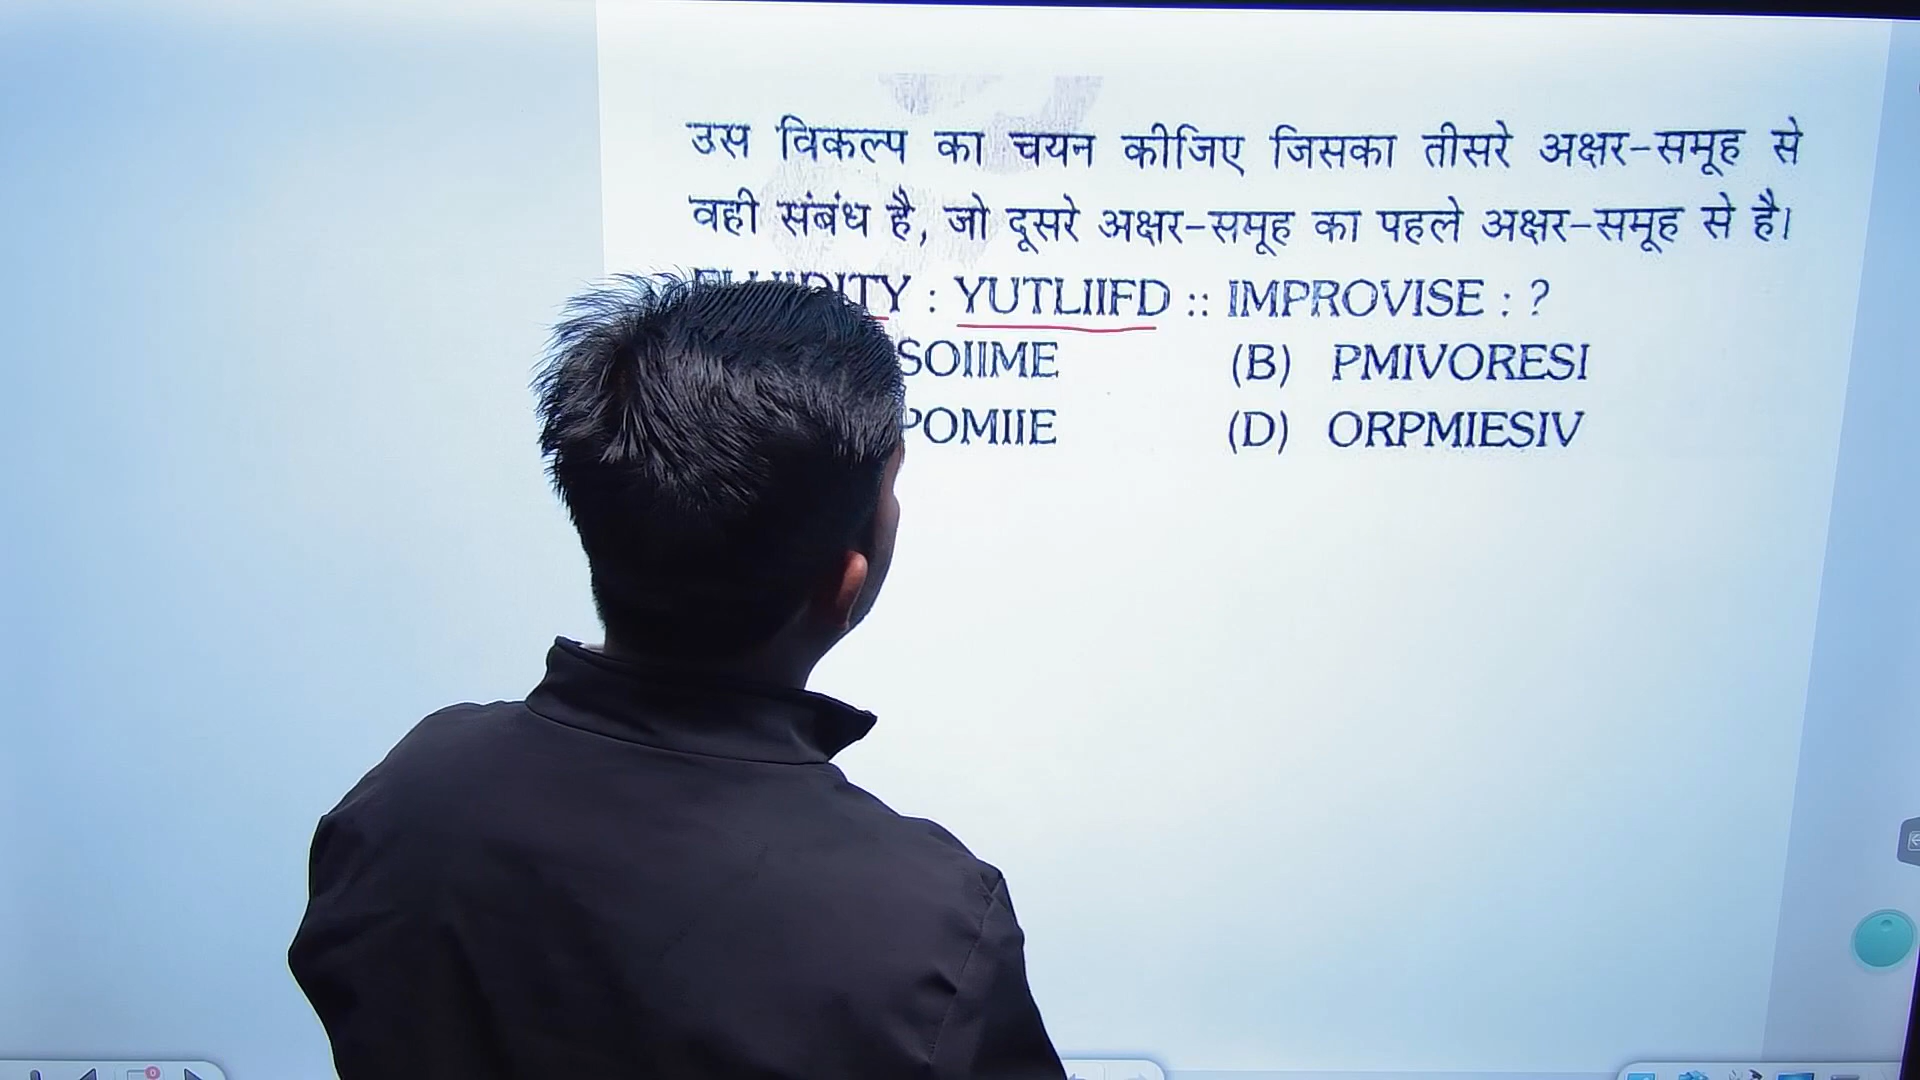 उस विकल्प का चयन कीजिए जिसका तीसरे अक्षर-समूह से
वही संबंध है, जो दूसरे अक्षर-समूह का पहले अक्षर-समूह से है।
: YUTLIIFD :: IMPROVISE : ?
SOIIME (B) PMIVORESI
POMIIE (D) ORPMIESIV